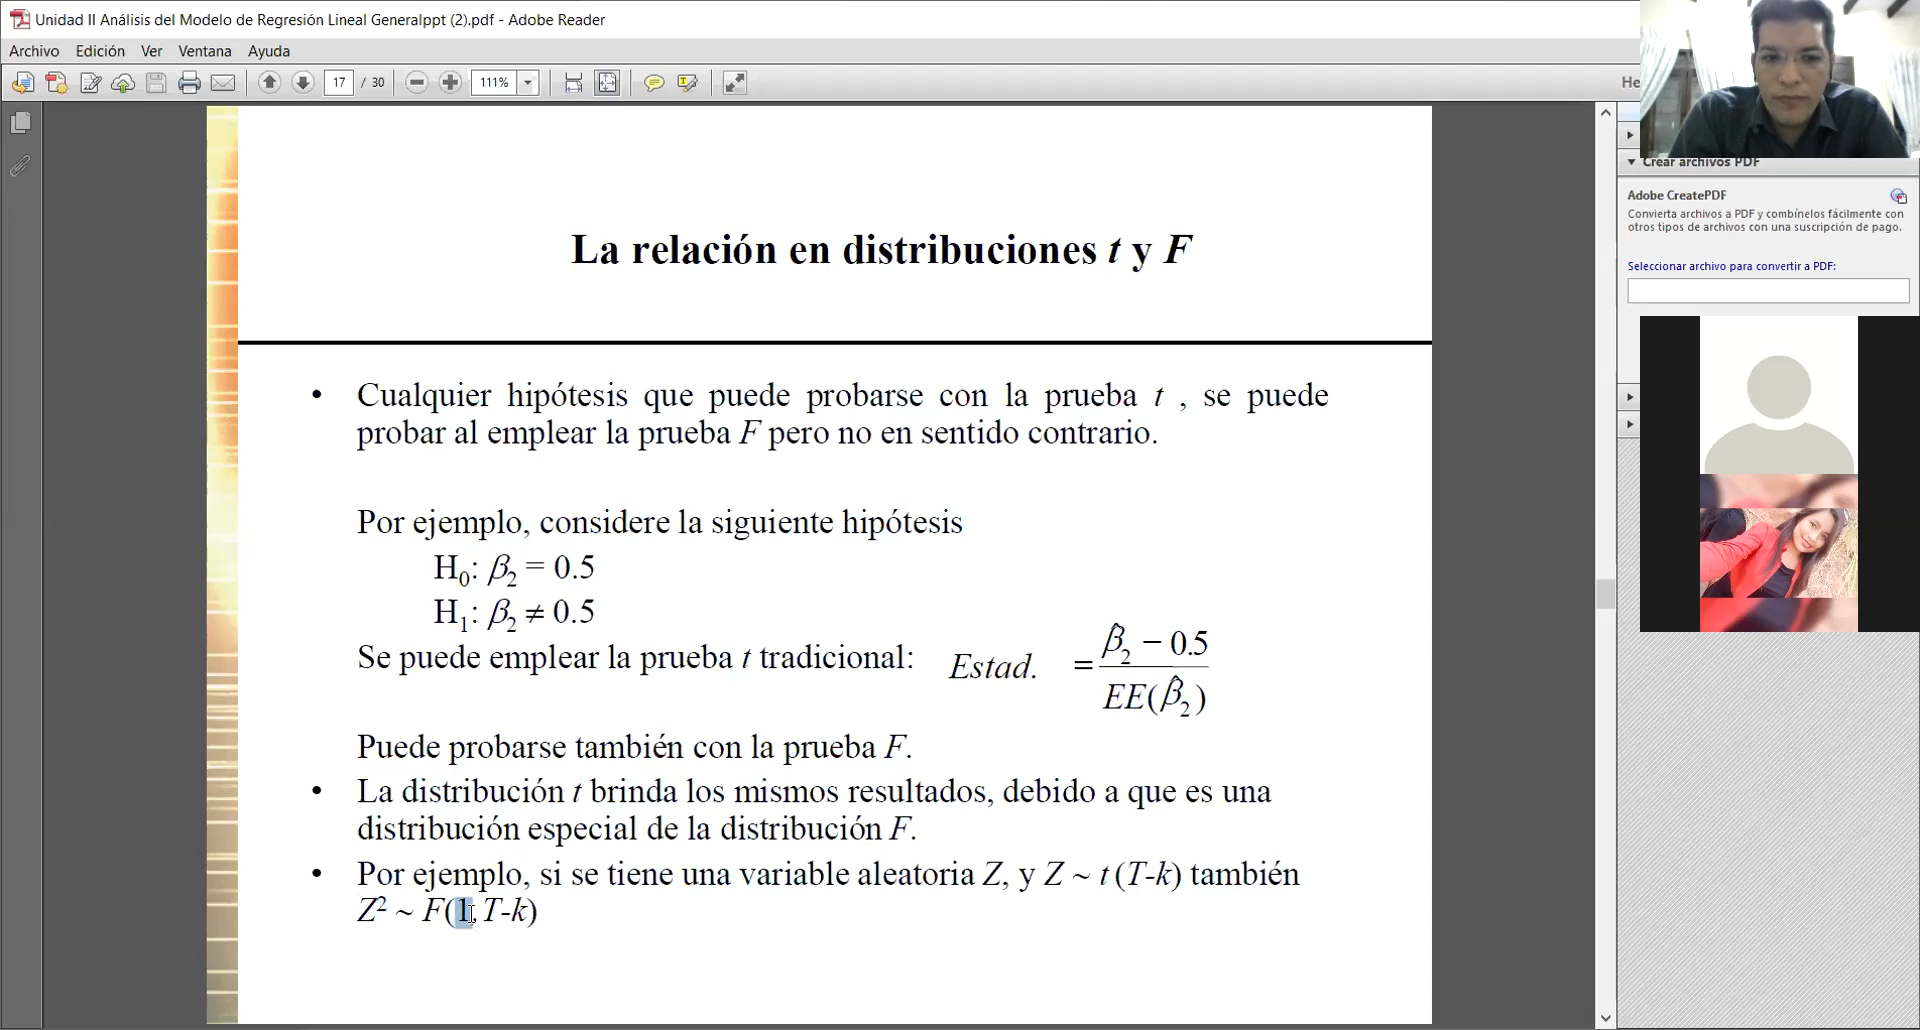 Unidad II Análisis del Modelo de Regresión Lineal Generalppt (2).pdf - Adobe Reader
Archivo Edición Ver Ventana Ayuda
17 / 30 111%
He
Crear archivos PDF
Adobe CreatePDF
Convierta archivos a PDF y combínelos fácilmente con
otros tipos de archivos con una suscripción de pago.
Seleccionar archivo para convertir a PDF:
La relación en distribuciones t y F
• Cualquier hipótesis que puede probarse con la prueba t , se puede
probar al emplear la prueba F pero no en sentido contrario.
Por ejemplo, considere la siguiente hipótesis
H₀: β₂ = 0.5
H₁: β₂ ≠ 0.5
Se puede emplear la prueba t tradicional: Estad. = (β̂₂ − 0.5) / EE(β̂₂)
Puede probarse también con la prueba F.
• La distribución t brinda los mismos resultados, debido a que es una
distribución especial de la distribución F.
• Por ejemplo, si se tiene una variable aleatoria Z, y Z ~ t (T-k) también
Z² ~ F(1,T-k)